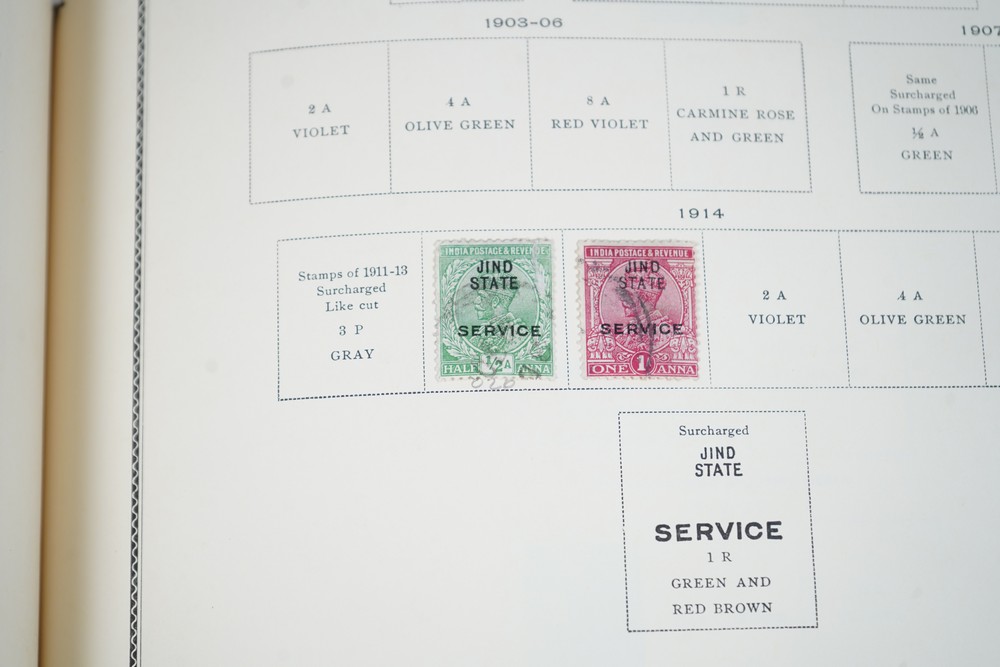 1903-06
1907
2 A
VIOLET
4 A
OLIVE GREEN
8 A
RED VIOLET
1 R
CARMINE ROSE
AND GREEN
Same
Surcharged
On Stamps of 1906
½ A
GREEN
1914
Stamps of 1911-13
Surcharged
Like cut
3 P
GRAY
INDIA POSTAGE & REVENUE
JIND
STATE
SERVICE
½A
HALF ANNA
INDIA POSTAGE & REVENUE
JIND
STATE
SERVICE
ONE 1 ANNA
2 A
VIOLET
4 A
OLIVE GREEN
Surcharged
JIND
STATE
SERVICE
1 R
GREEN AND
RED BROWN